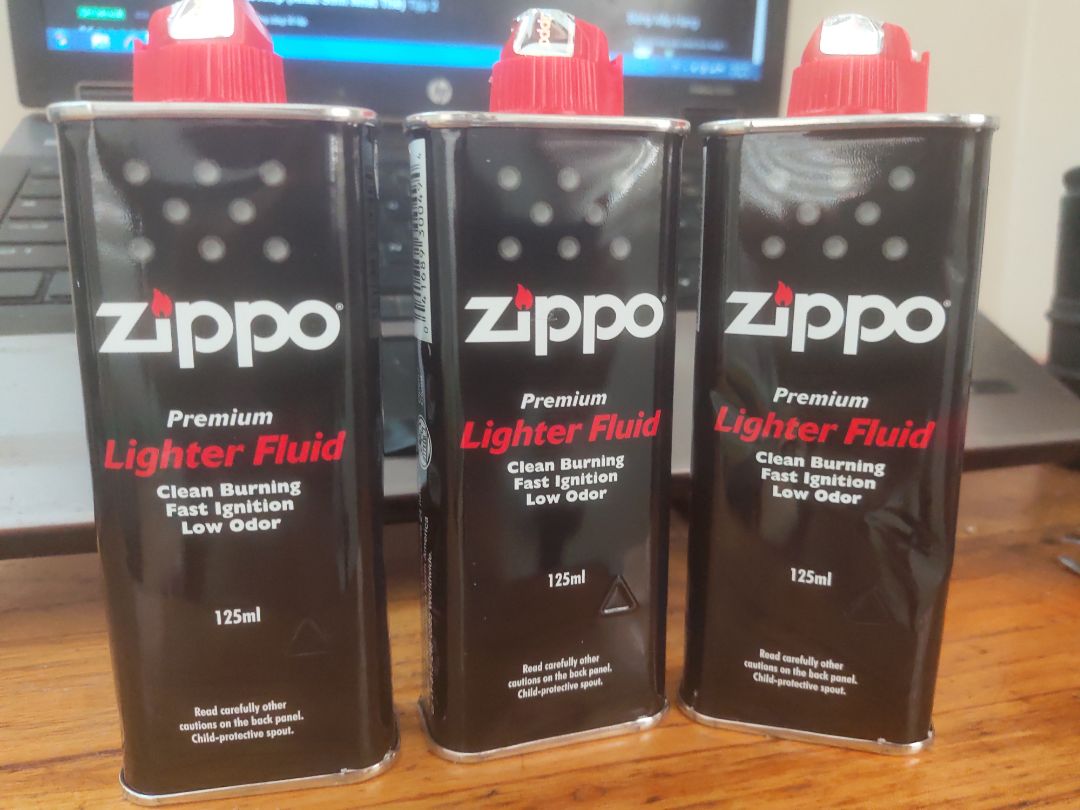 zippo
Premium
Lighter Fluid
Clean Burning
Fast Ignition
Low Odor
125ml
Read carefully other
cautions on the back panel.
Child-protective spout.
zippo
Premium
Lighter Fluid
Clean Burning
Fast Ignition
Low Odor
125ml
Read carefully other
cautions on the back panel.
Child-protective spout.
zippo
Premium
Lighter Fluid
Clean Burning
Fast Ignition
Low Odor
125ml
Read carefully other
cautions on the back panel.
Child-protective spout.
hp